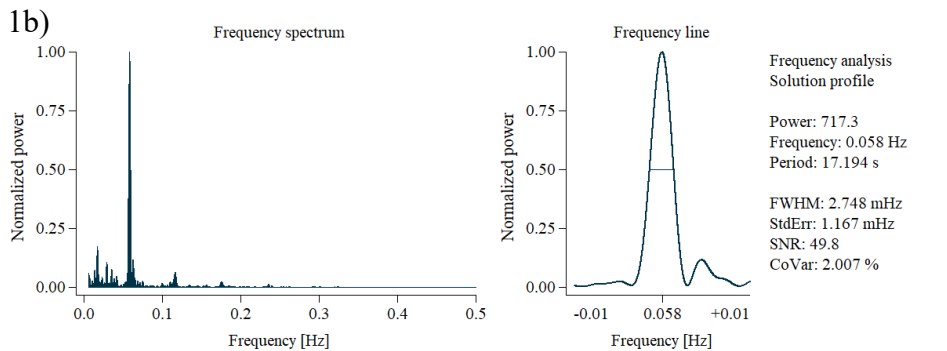 1b)
Frequency spectrum
Normalized power
1.00
0.75
0.50
0.25
0.00
0.0 0.1 0.2 0.3 0.4 0.5
Frequency [Hz]
Frequency line
Normalized power
1.00
0.75
0.50
0.25
0.00
-0.01 0.058 +0.01
Frequency [Hz]
Frequency analysis
Solution profile
Power: 717.3
Frequency: 0.058 Hz
Period: 17.194 s
FWHM: 2.748 mHz
StdErr: 1.167 mHz
SNR: 49.8
CoVar: 2.007 %